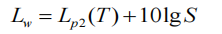 L_w = L_{p2}(T) + 10lg S